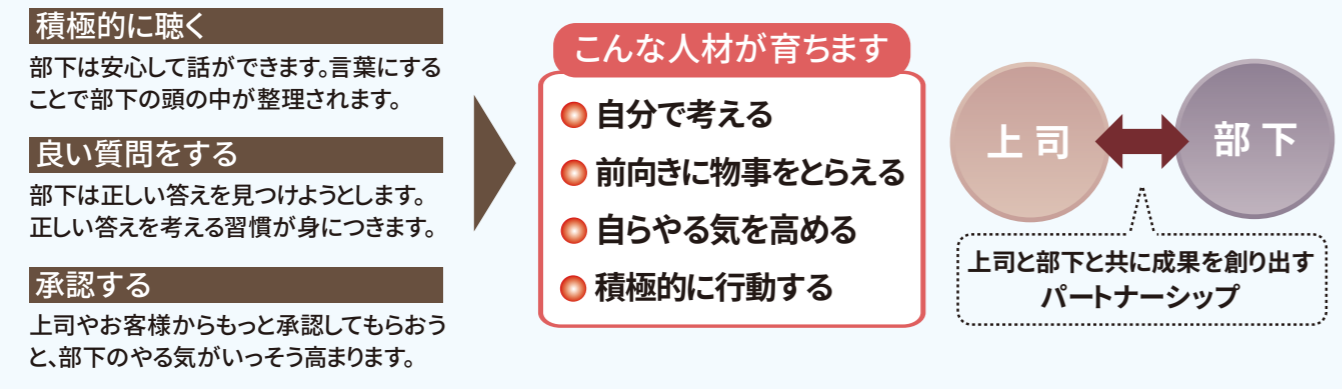 積極的に聴く
部下は安心して話ができます。言葉にする
ことで部下の頭の中が整理されます。
良い質問をする
部下は正しい答えを見つけようとします。
正しい答えを考える習慣が身につきます。
承認する
上司やお客様からもっと承認してもらおう
と、部下のやる気がいっそう高まります。
こんな人材が育ちます
自分で考える
前向きに物事をとらえる
自らやる気を高める
積極的に行動する
上司
部下
上司と部下と共に成果を創り出す
パートナーシップ